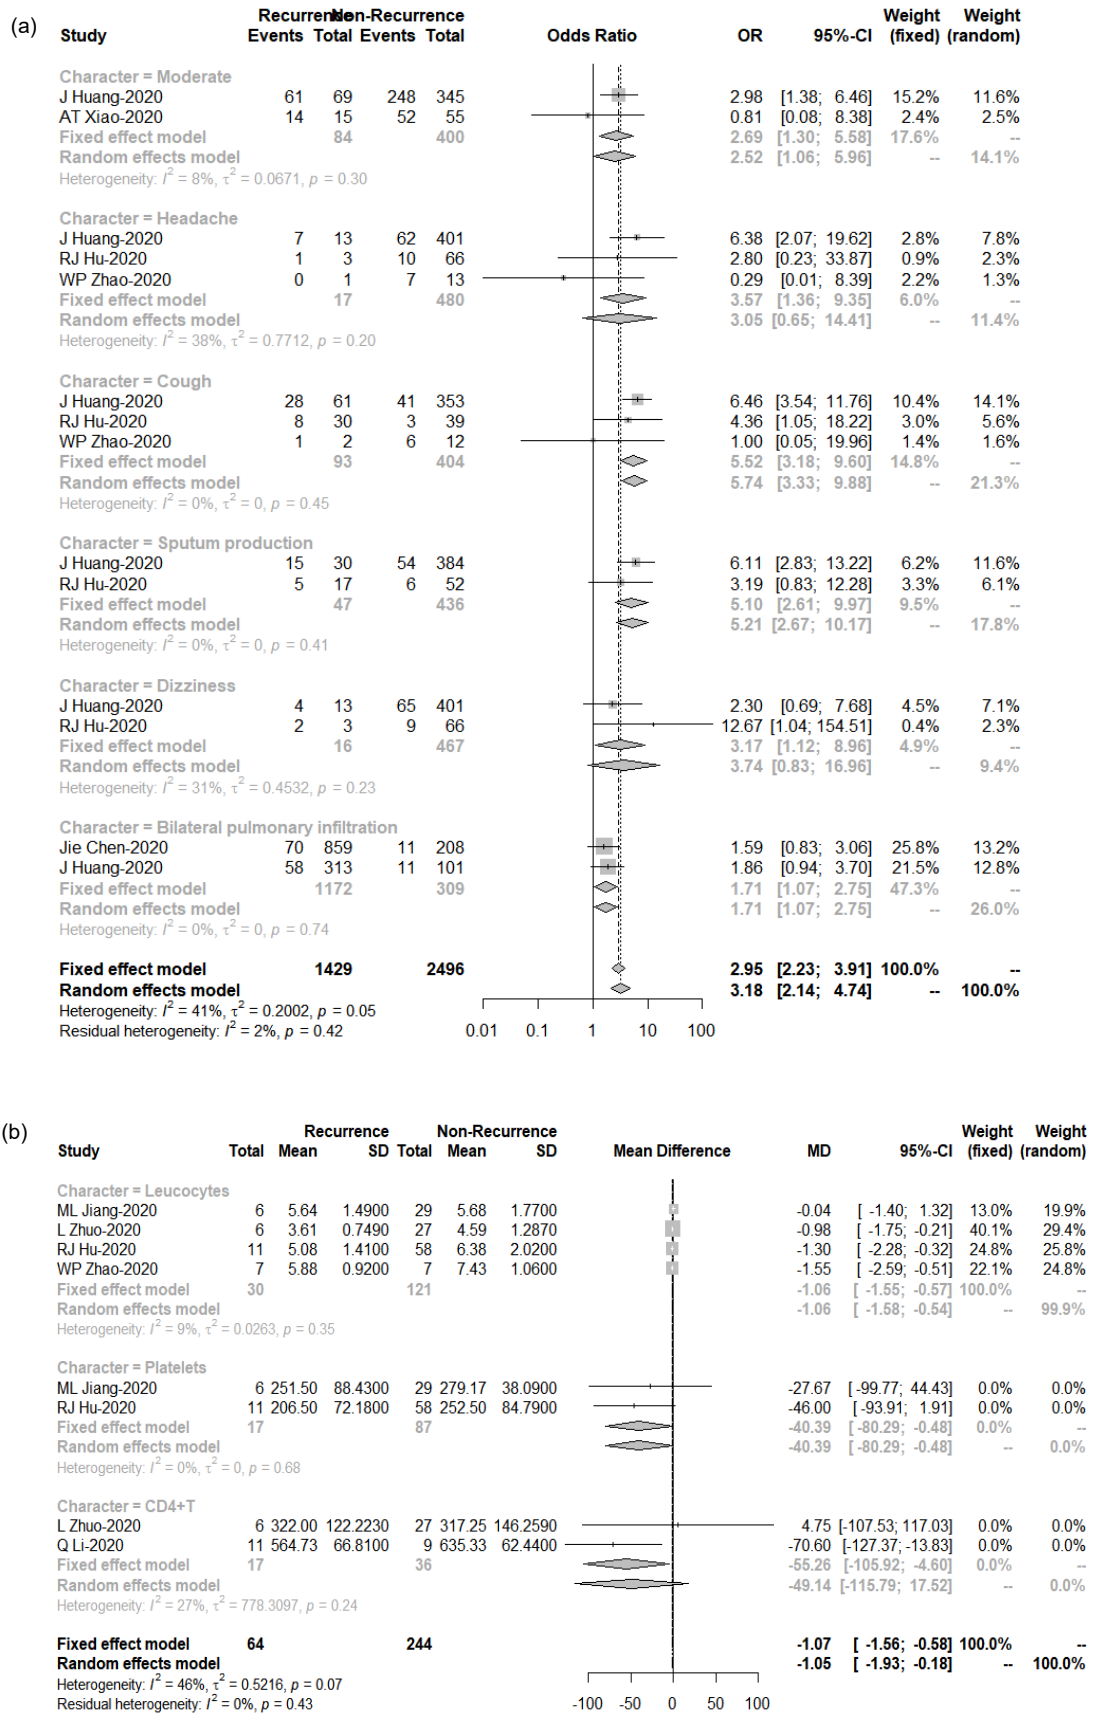 (a)
Recurrence Non-Recurrence Weight Weight
Study Events Total Events Total Odds Ratio OR 95%-CI (fixed) (random)
Character = Moderate
J Huang-2020 61 69 248 345 2.98 [1.38; 6.46] 15.2% 11.6%
AT Xiao-2020 14 15 52 55 0.81 [0.08; 8.38] 2.4% 2.5%
Fixed effect model 84 400 2.69 [1.30; 5.58] 17.6% --
Random effects model 2.52 [1.06; 5.96] -- 14.1%
Heterogeneity: I² = 8%, τ² = 0.0671, p = 0.30
Character = Headache
J Huang-2020 7 13 62 401 6.38 [2.07; 19.62] 2.8% 7.8%
RJ Hu-2020 1 3 10 66 2.80 [0.23; 33.87] 0.9% 2.3%
WP Zhao-2020 0 1 7 13 0.29 [0.01; 8.39] 2.2% 1.3%
Fixed effect model 17 480 3.57 [1.36; 9.35] 6.0% --
Random effects model 3.05 [0.65; 14.41] -- 11.4%
Heterogeneity: I² = 38%, τ² = 0.7712, p = 0.20
Character = Cough
J Huang-2020 28 61 41 353 6.46 [3.54; 11.76] 10.4% 14.1%
RJ Hu-2020 8 30 3 39 4.36 [1.05; 18.22] 3.0% 5.6%
WP Zhao-2020 1 2 6 12 1.00 [0.05; 19.96] 1.4% 1.6%
Fixed effect model 93 404 5.52 [3.18; 9.60] 14.8% --
Random effects model 5.74 [3.33; 9.88] -- 21.3%
Heterogeneity: I² = 0%, τ² = 0, p = 0.45
Character = Sputum production
J Huang-2020 15 30 54 384 6.11 [2.83; 13.22] 6.2% 11.6%
RJ Hu-2020 5 17 6 52 3.19 [0.83; 12.28] 3.3% 6.1%
Fixed effect model 47 436 5.10 [2.61; 9.97] 9.5% --
Random effects model 5.21 [2.67; 10.17] -- 17.8%
Heterogeneity: I² = 0%, τ² = 0, p = 0.41
Character = Dizziness
J Huang-2020 4 13 65 401 2.30 [0.69; 7.68] 4.5% 7.1%
RJ Hu-2020 2 3 9 66 12.67 [1.04; 154.51] 0.4% 2.3%
Fixed effect model 16 467 3.17 [1.12; 8.96] 4.9% --
Random effects model 3.74 [0.83; 16.96] -- 9.4%
Heterogeneity: I² = 31%, τ² = 0.4532, p = 0.23
Character = Bilateral pulmonary infiltration
Jie Chen-2020 70 859 11 208 1.59 [0.83; 3.06] 25.8% 13.2%
J Huang-2020 58 313 11 101 1.86 [0.94; 3.70] 21.5% 12.8%
Fixed effect model 1172 309 1.71 [1.07; 2.75] 47.3% --
Random effects model 1.71 [1.07; 2.75] -- 26.0%
Heterogeneity: I² = 0%, τ² = 0, p = 0.74
Fixed effect model 1429 2496 2.95 [2.23; 3.91] 100.0% --
Random effects model 3.18 [2.14; 4.74] -- 100.0%
Heterogeneity: I² = 41%, τ² = 0.2002, p = 0.05
Residual heterogeneity: I² = 2%, p = 0.42
0.01 0.1 1 10 100
(b)
Recurrence Non-Recurrence Weight Weight
Study Total Mean SD Total Mean SD Mean Difference MD 95%-CI (fixed) (random)
Character = Leucocytes
ML Jiang-2020 6 5.64 1.4900 29 5.68 1.7700 -0.04 [ -1.40; 1.32] 13.0% 19.9%
L Zhuo-2020 6 3.61 0.7490 27 4.59 1.2870 -0.98 [ -1.75; -0.21] 40.1% 29.4%
RJ Hu-2020 11 5.08 1.4100 58 6.38 2.0200 -1.30 [ -2.28; -0.32] 24.8% 25.8%
WP Zhao-2020 7 5.88 0.9200 7 7.43 1.0600 -1.55 [ -2.59; -0.51] 22.1% 24.8%
Fixed effect model 30 121 -1.06 [ -1.55; -0.57] 100.0% --
Random effects model -1.06 [ -1.58; -0.54] -- 99.9%
Heterogeneity: I² = 9%, τ² = 0.0263, p = 0.35
Character = Platelets
ML Jiang-2020 6 251.50 88.4300 29 279.17 38.0900 -27.67 [ -99.77; 44.43] 0.0% 0.0%
RJ Hu-2020 11 206.50 72.1800 58 252.50 84.7900 -46.00 [ -93.91; 1.91] 0.0% 0.0%
Fixed effect model 17 87 -40.39 [ -80.29; -0.48] 0.0% --
Random effects model -40.39 [ -80.29; -0.48] -- 0.0%
Heterogeneity: I² = 0%, τ² = 0, p = 0.68
Character = CD4+T
L Zhuo-2020 6 322.00 122.2230 27 317.25 146.2590 4.75 [-107.53; 117.03] 0.0% 0.0%
Q Li-2020 11 564.73 66.8100 9 635.33 62.4400 -70.60 [-127.37; -13.83] 0.0% 0.0%
Fixed effect model 17 36 -55.26 [-105.92; -4.60] 0.0% --
Random effects model -49.14 [-115.79; 17.52] -- 0.0%
Heterogeneity: I² = 27%, τ² = 778.3097, p = 0.24
Fixed effect model 64 244 -1.07 [ -1.56; -0.58] 100.0% --
Random effects model -1.05 [ -1.93; -0.18] -- 100.0%
Heterogeneity: I² = 46%, τ² = 0.5216, p = 0.07
Residual heterogeneity: I² = 0%, p = 0.43
-100 -50 0 50 100